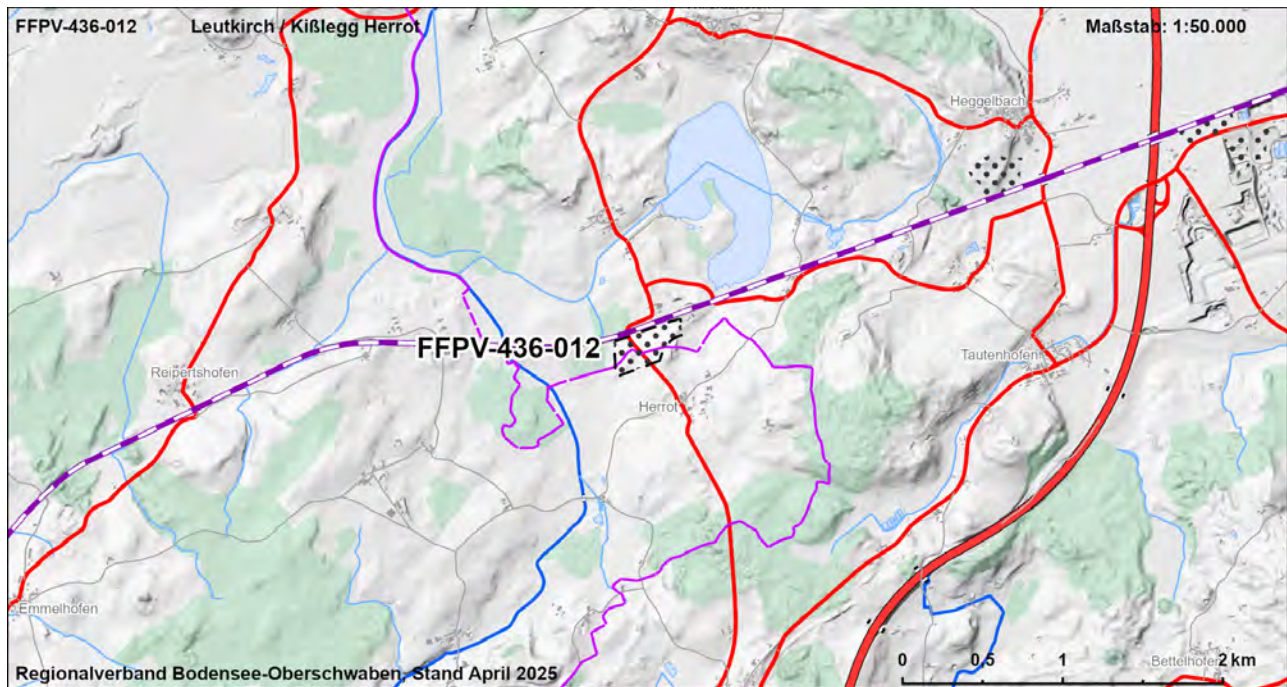 FFPV-436-012 Leutkirch / Kißlegg Herrot Maßstab: 1:50.000
Heggelbach
FFPV-436-012
Reipertshofen
Tautenhofen
Herrot
Emmelhofen
Bettelhofen
0 0,5 1 2 km
Regionalverband Bodensee-Oberschwaben, Stand April 2025